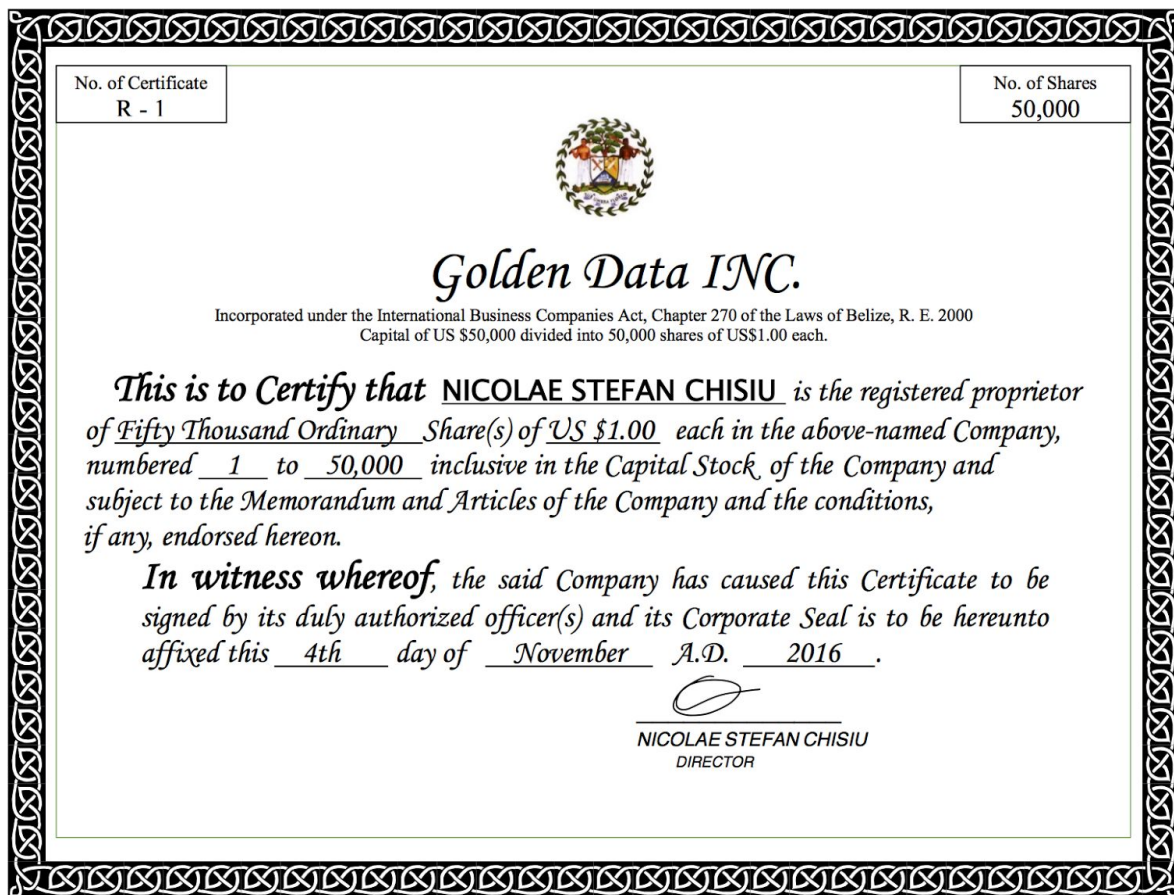 No. of Certificate
R - 1
No. of Shares
50,000
Golden Data INC.
Incorporated under the International Business Companies Act, Chapter 270 of the Laws of Belize, R. E. 2000
Capital of US $50,000 divided into 50,000 shares of US$1.00 each.
This is to Certify that NICOLAE STEFAN CHISIU is the registered proprietor
of Fifty Thousand Ordinary Share(s) of US $1.00 each in the above-named Company,
numbered 1 to 50,000 inclusive in the Capital Stock of the Company and
subject to the Memorandum and Articles of the Company and the conditions,
if any, endorsed hereon.
In witness whereof, the said Company has caused this Certificate to be
signed by its duly authorized officer(s) and its Corporate Seal is to be hereunto
affixed this 4th day of November A.D. 2016.
NICOLAE STEFAN CHISIU
DIRECTOR